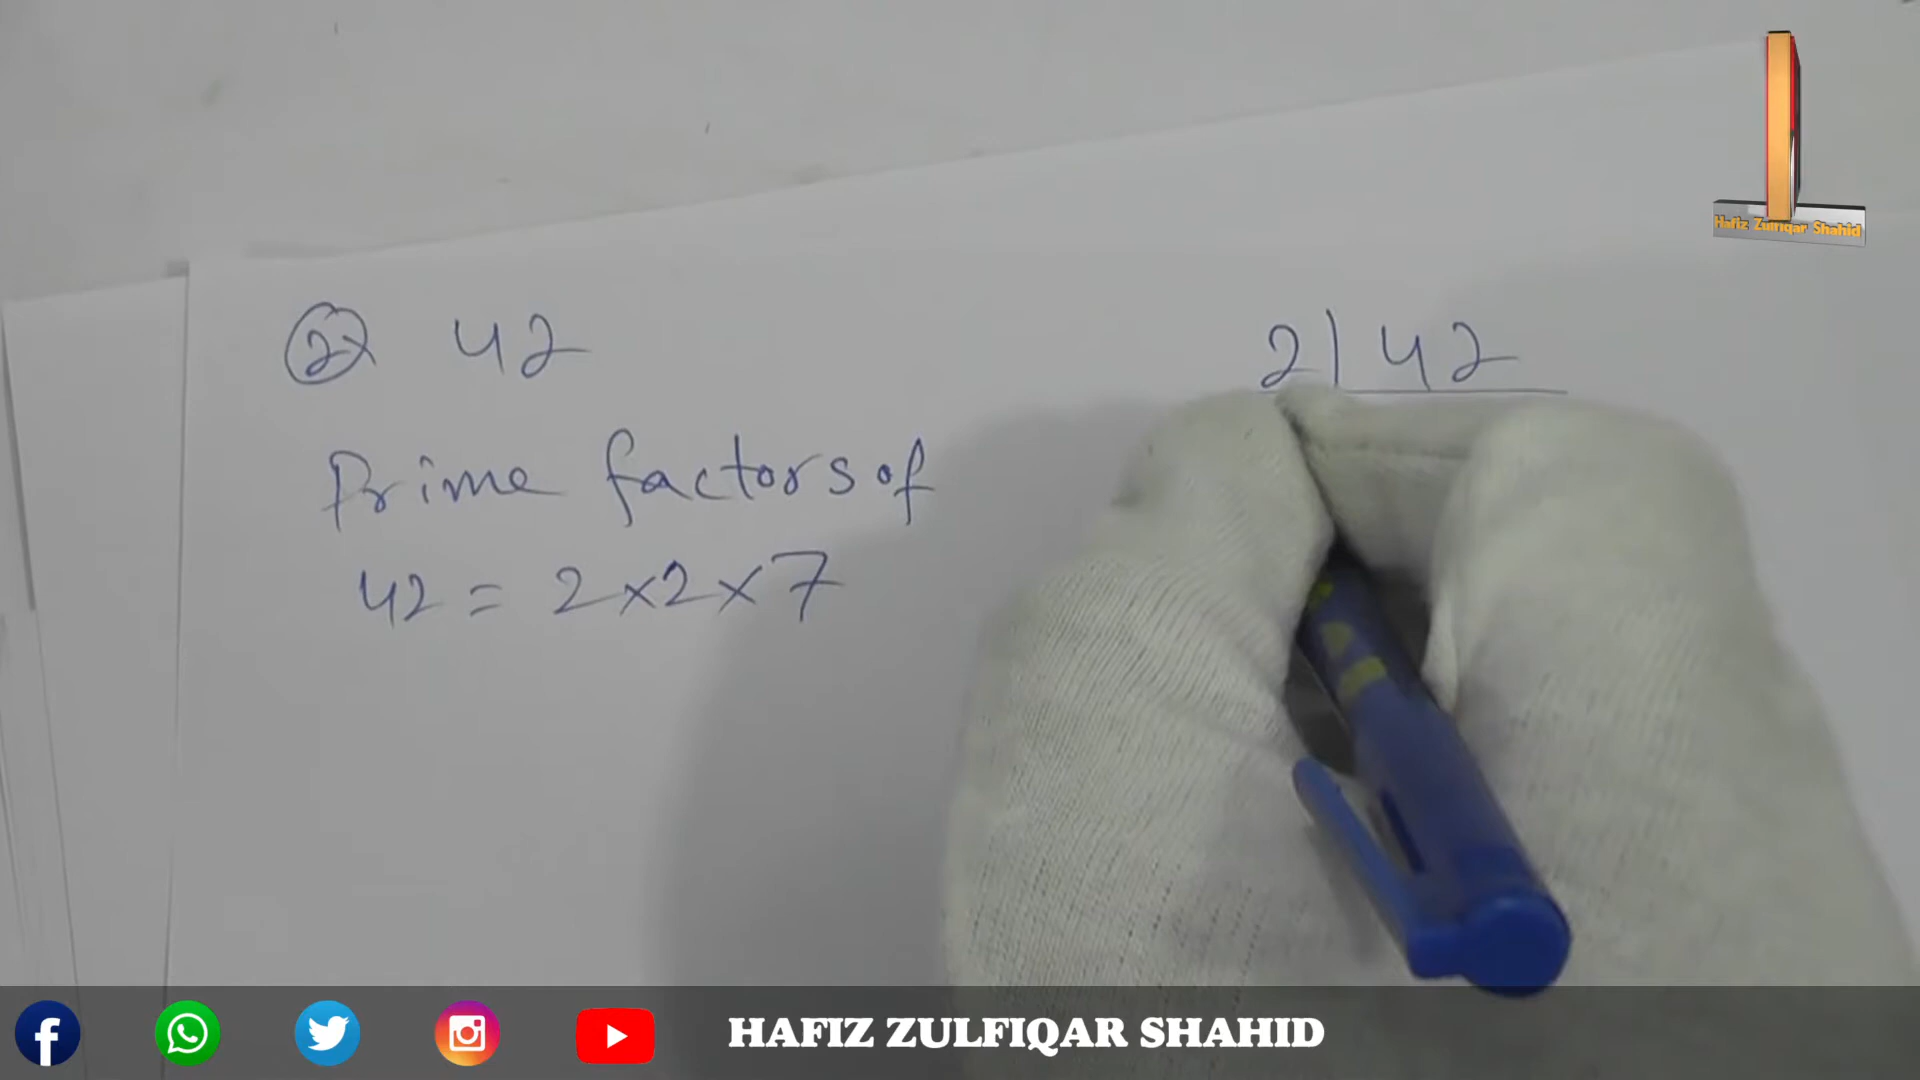 2 42
2 42
Prime factors of
42 = 2×2×7
Hafiz Zulfiqar Shahid
HAFIZ ZULFIQAR SHAHID